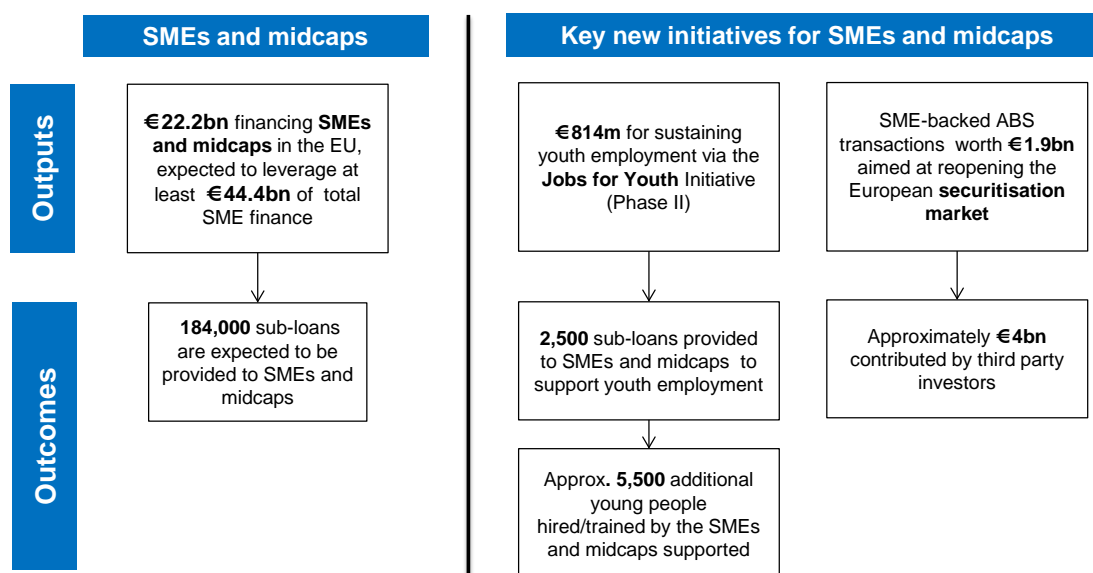 SMEs and midcaps
Outputs
€22.2bn financing SMEs
and midcaps in the EU,
expected to leverage at
least €44.4bn of total
SME finance
Outcomes
184,000 sub-loans
are expected to be
provided to SMEs and
midcaps
Key new initiatives for SMEs and midcaps
€814m for sustaining
youth employment via the
Jobs for Youth Initiative
(Phase II)
2,500 sub-loans provided
to SMEs and midcaps to
support youth employment
Approx. 5,500 additional
young people
hired/trained by the SMEs
and midcaps supported
SME-backed ABS
transactions worth €1.9bn
aimed at reopening the
European securitisation
market
Approximately €4bn
contributed by third party
investors